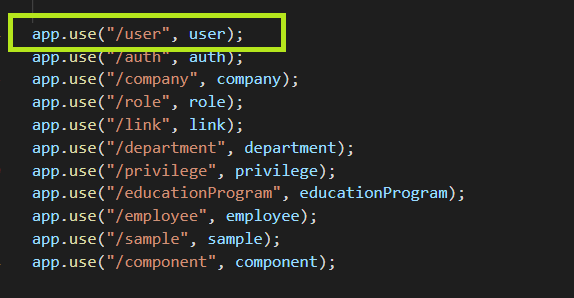 app.use("/user", user);
app.use("/auth", auth);
app.use("/company", company);
app.use("/role", role);
app.use("/link", link);
app.use("/department", department);
app.use("/privilege", privilege);
app.use("/educationProgram", educationProgram);
app.use("/employee", employee);
app.use("/sample", sample);
app.use("/component", component);